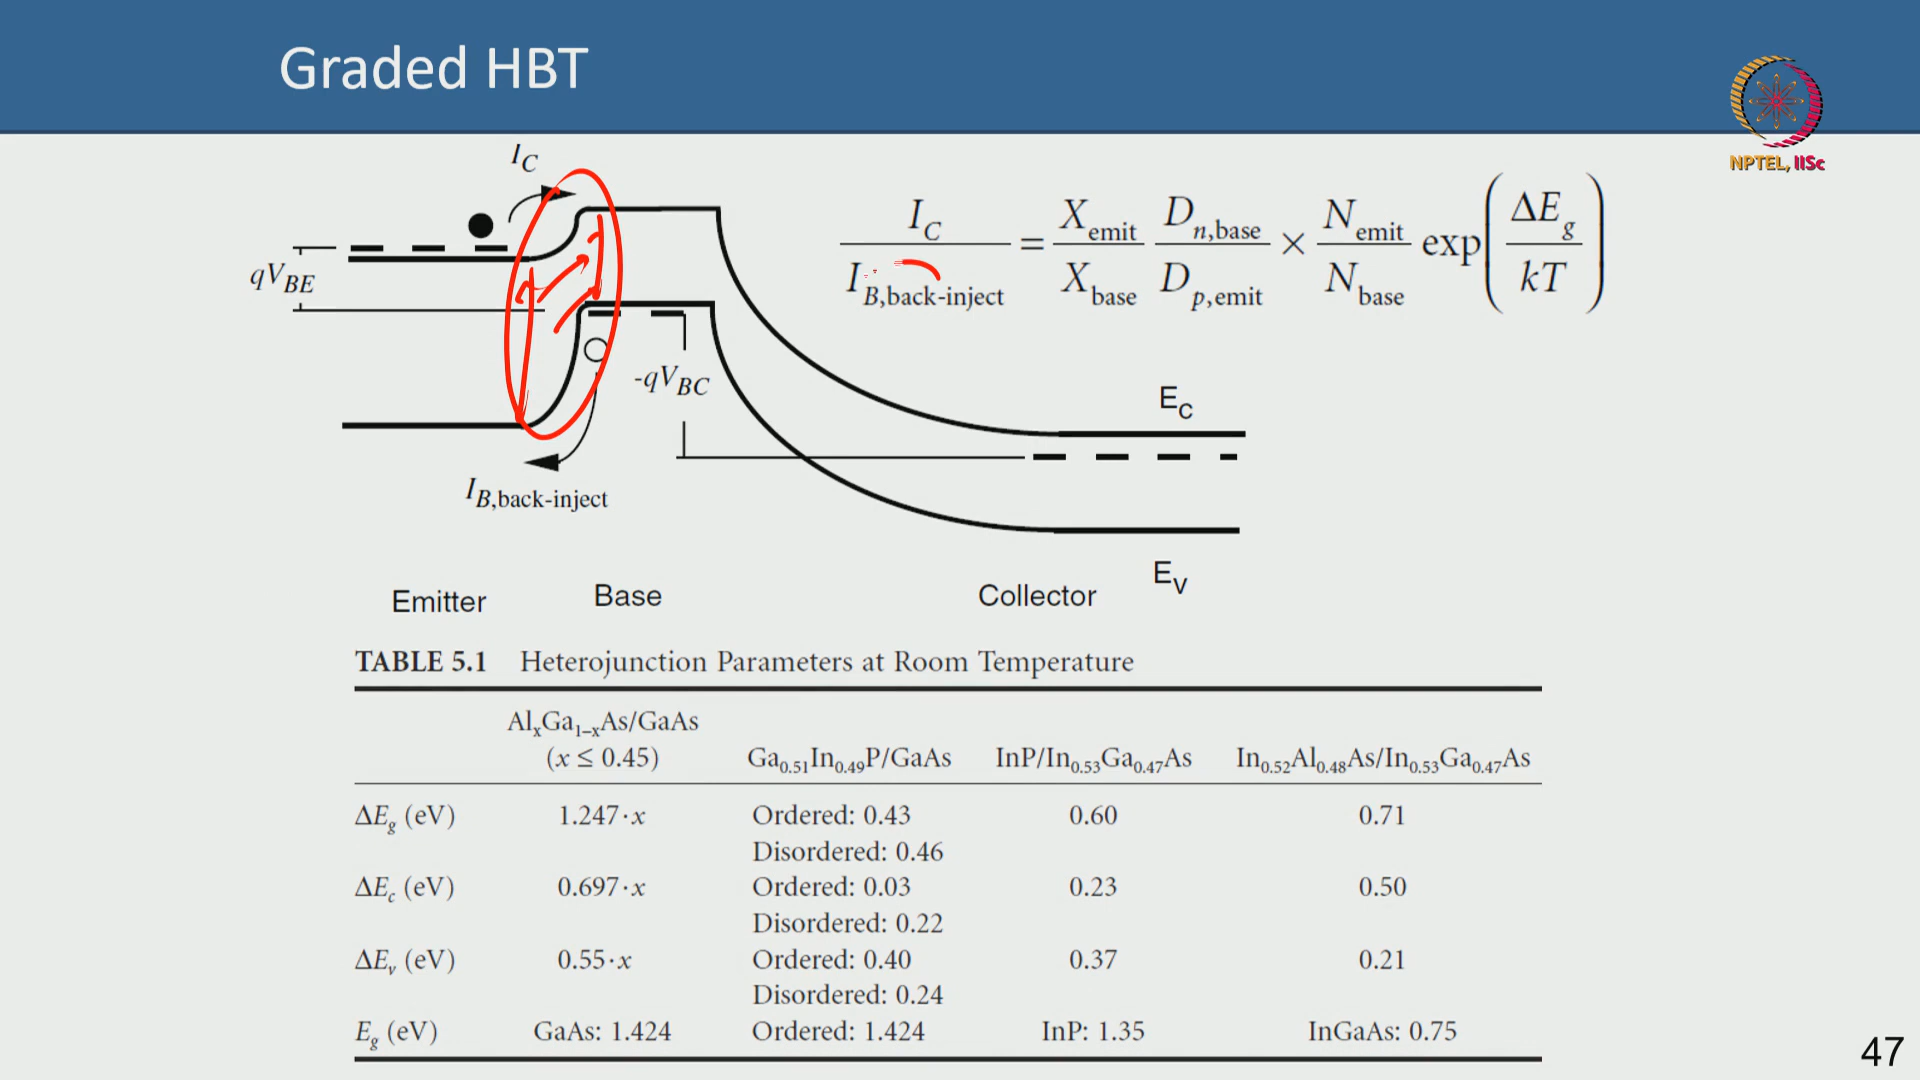 Graded HBT
NPTEL, IISc
I_C
qV_BE
-qV_BC
I_B,back-inject
I_C / I_B,back-inject = X_emit / X_base D_n,base / D_p,emit × N_emit / N_base exp(ΔE_g / kT)
E_C
E_V
Emitter Base Collector
TABLE 5.1 Heterojunction Parameters at Room Temperature
Al_xGa_1−xAs/GaAs
(x ≤ 0.45) Ga_0.51In_0.49P/GaAs InP/In_0.53Ga_0.47As In_0.52Al_0.48As/In_0.53Ga_0.47As
ΔE_g (eV) 1.247·x Ordered: 0.43 0.60 0.71
Disordered: 0.46
ΔE_c (eV) 0.697·x Ordered: 0.03 0.23 0.50
Disordered: 0.22
ΔE_v (eV) 0.55·x Ordered: 0.40 0.37 0.21
Disordered: 0.24
E_g (eV) GaAs: 1.424 Ordered: 1.424 InP: 1.35 InGaAs: 0.75
47